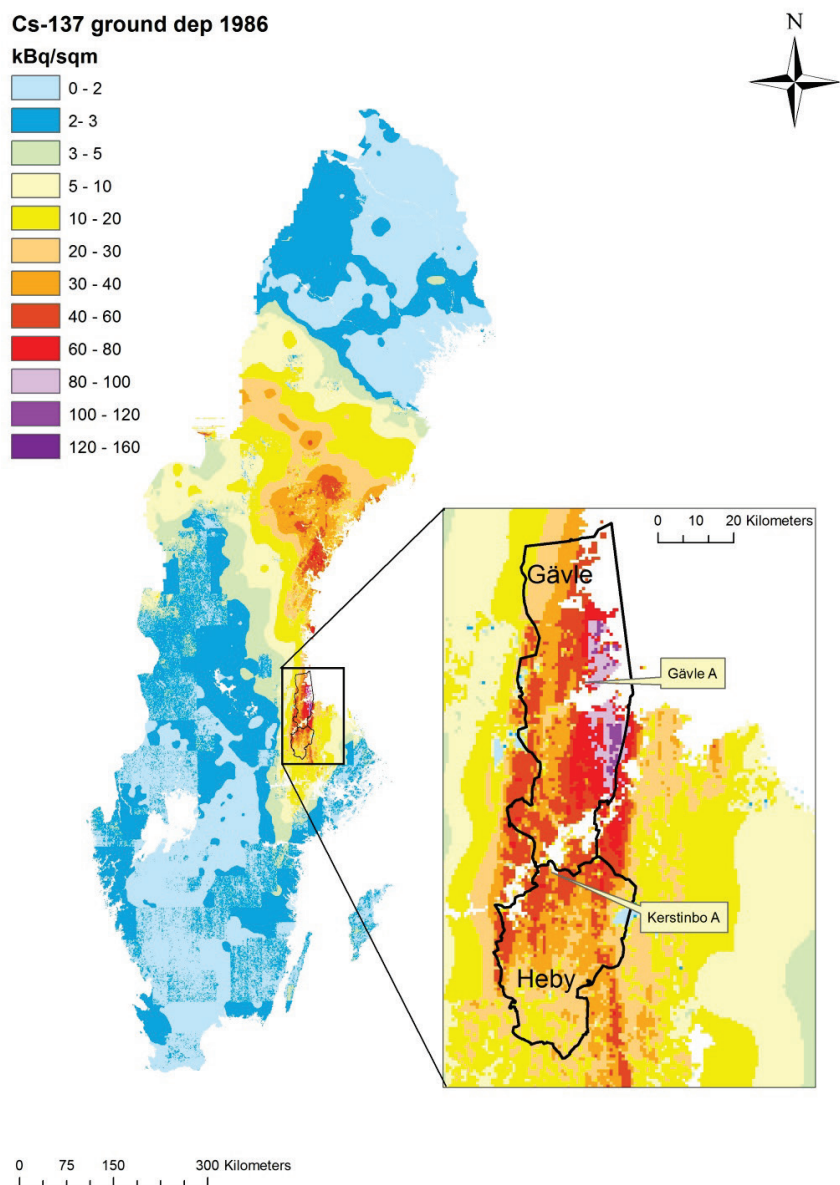 Cs-137 ground dep 1986
kBq/sqm
0 - 2
2- 3
3 - 5
5 - 10
10 - 20
20 - 30
30 - 40
40 - 60
60 - 80
80 - 100
100 - 120
120 - 160
N
0 10 20 Kilometers
Gävle
Gävle A
Kerstinbo A
Heby
0 75 150 300 Kilometers